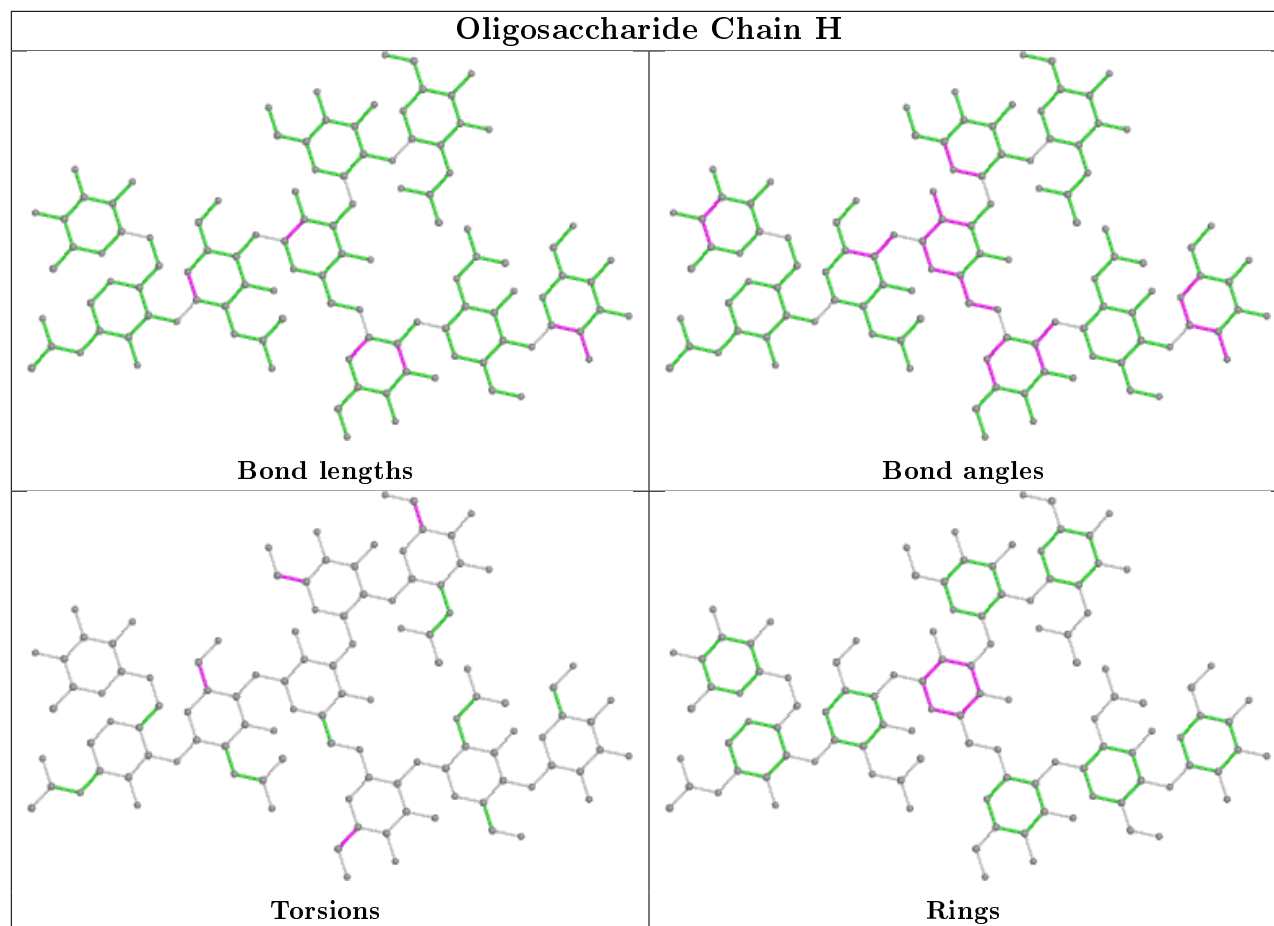 Oligosaccharide Chain H
Bond lengths
Bond angles
Torsions
Rings